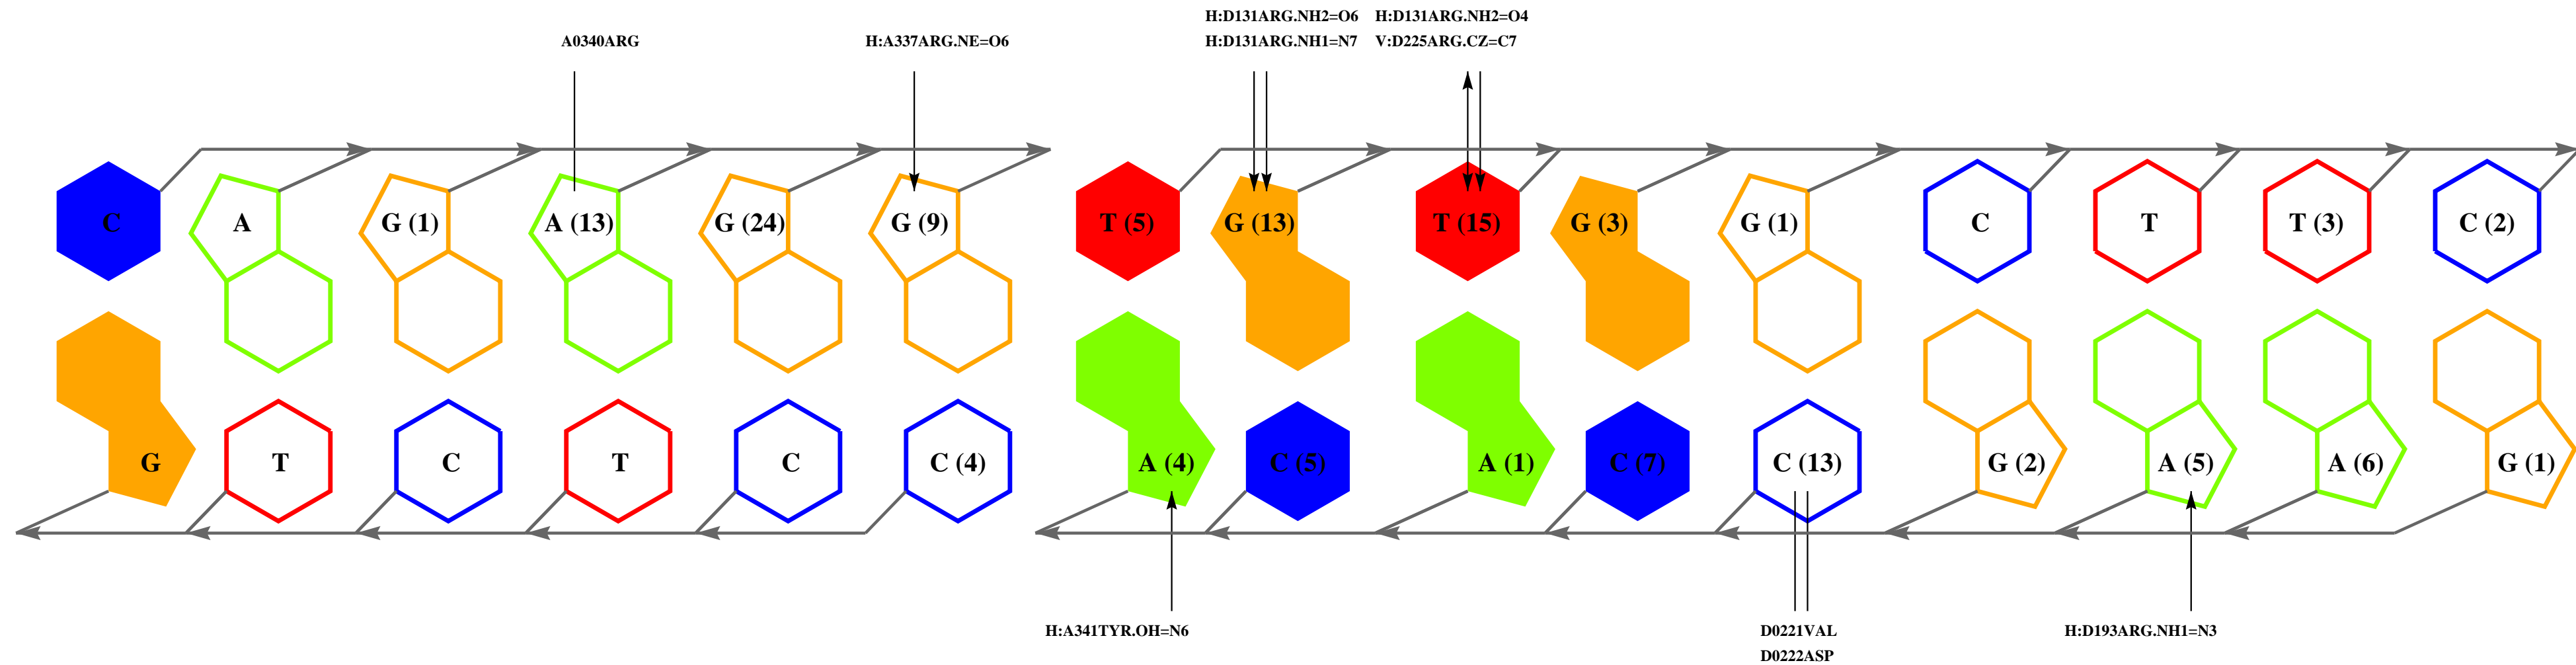 H:D131ARG.NH2=O6 H:D131ARG.NH2=O4
A0340ARG H:A337ARG.NE=O6 H:D131ARG.NH1=N7 V:D225ARG.CZ=C7
C A G (1) A (13) G (24) G (9) T (5) G (13) T (15) G (3) G (1) C T T (3) C (2)
G T C T C C (4) A (4) C (5) A (1) C (7) C (13) G (2) A (5) A (6) G (1)
H:A341TYR.OH=N6 D0221VAL H:D193ARG.NH1=N3
D0222ASP